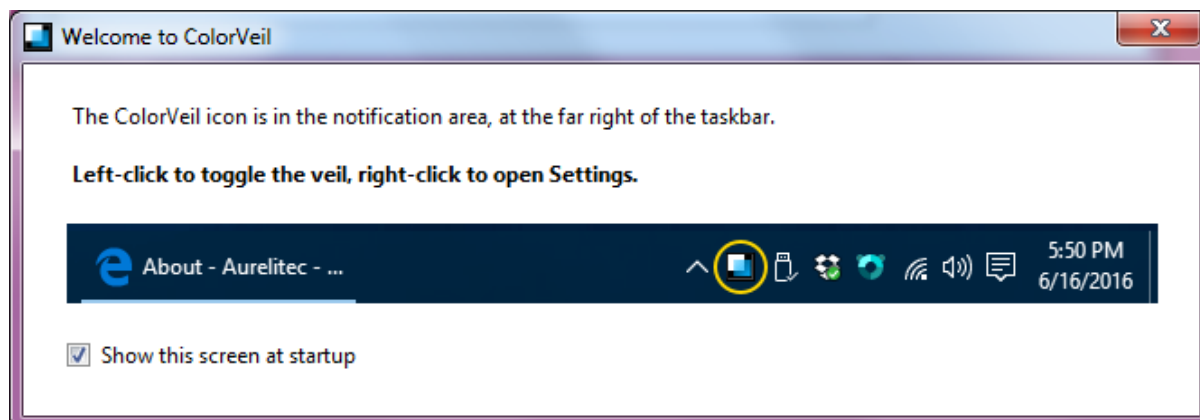 Welcome to ColorVeil
The ColorVeil icon is in the notification area, at the far right of the taskbar.
Left-click to toggle the veil, right-click to open Settings.
About - Aurelitec - ...
5:50 PM
6/16/2016
Show this screen at startup